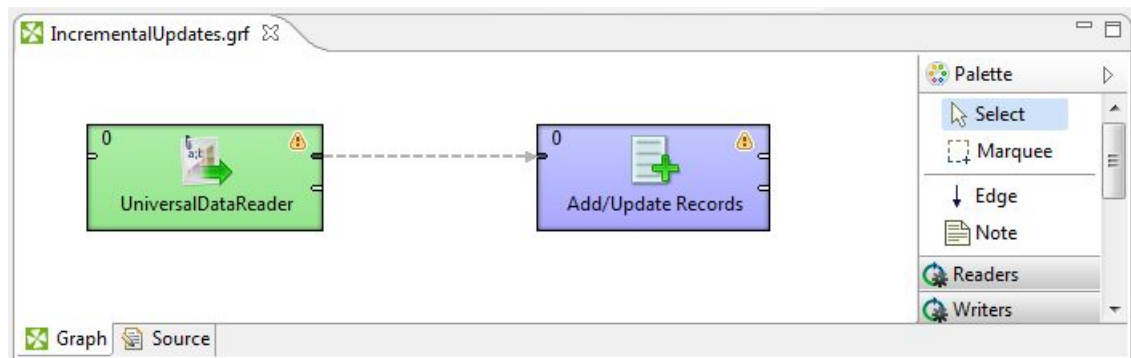 IncrementalUpdates.grf
Palette
Select
Marquee
Edge
Note
Readers
Writers
0
a;b
UniversalDataReader
0
Add/Update Records
Graph Source